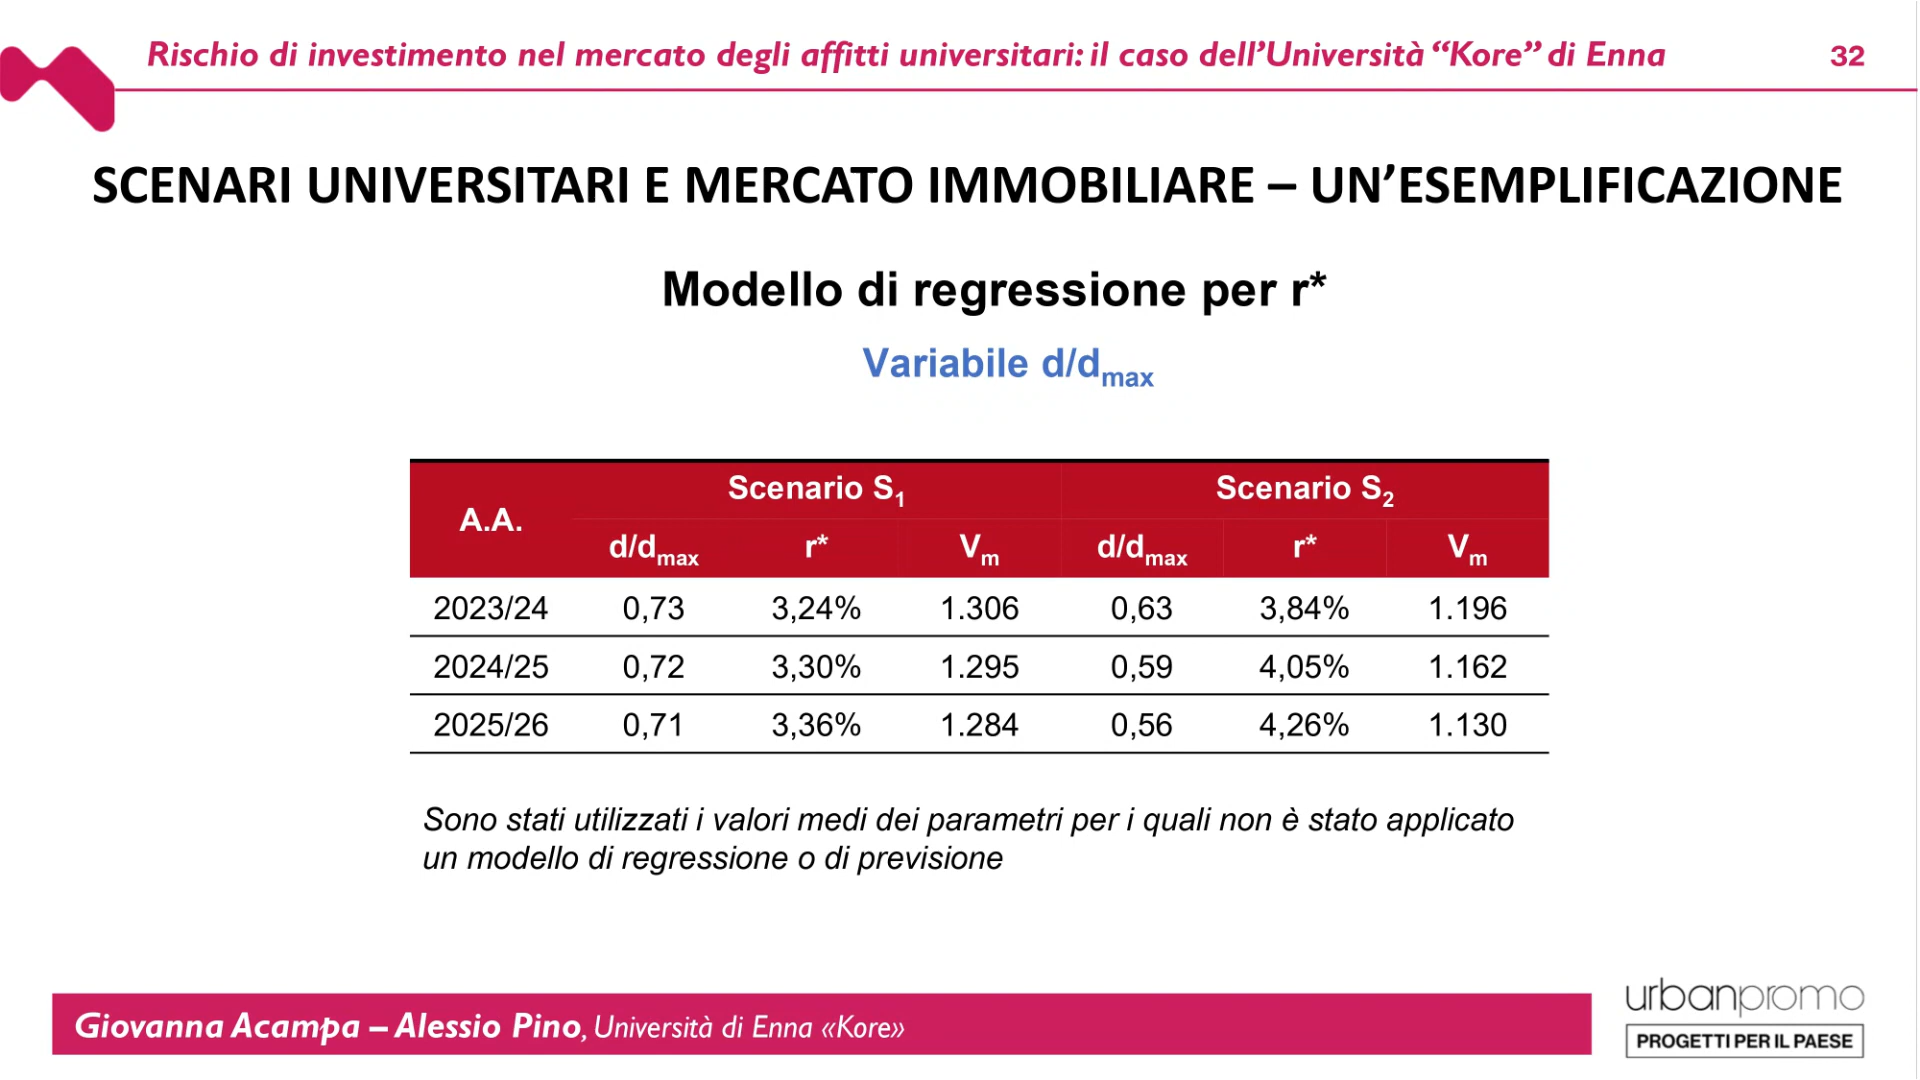 Rischio di investimento nel mercato degli affitti universitari: il caso dell’Università “Kore” di Enna 32
SCENARI UNIVERSITARI E MERCATO IMMOBILIARE – UN’ESEMPLIFICAZIONE
Modello di regressione per r*
Variabile d/dmax
A.A. Scenario S1 Scenario S2
d/dmax r* Vm d/dmax r* Vm
2023/24 0,73 3,24% 1.306 0,63 3,84% 1.196
2024/25 0,72 3,30% 1.295 0,59 4,05% 1.162
2025/26 0,71 3,36% 1.284 0,56 4,26% 1.130
Sono stati utilizzati i valori medi dei parametri per i quali non è stato applicato
un modello di regressione o di previsione
Giovanna Acampa – Alessio Pino, Università di Enna «Kore»
urbanpromo
PROGETTI PER IL PAESE